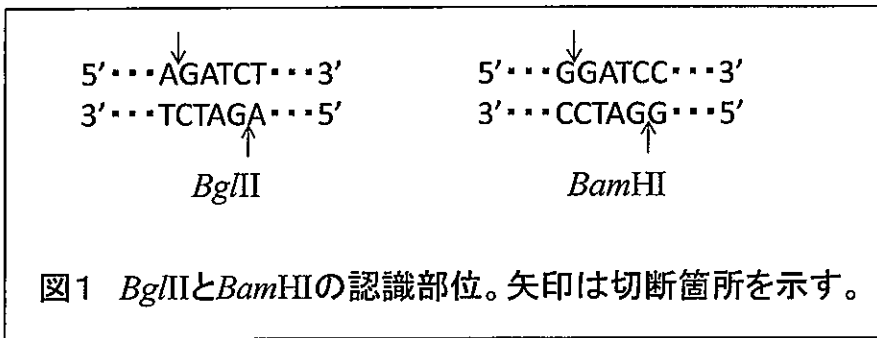 5′･･･AGATCT･･･3′ 5′･･･GGATCC･･･3′
3′･･･TCTAGA･･･5′ 3′･･･CCTAGG･･･5′
BglII BamHI
図1 BglIIとBamHIの認識部位。矢印は切断箇所を示す。